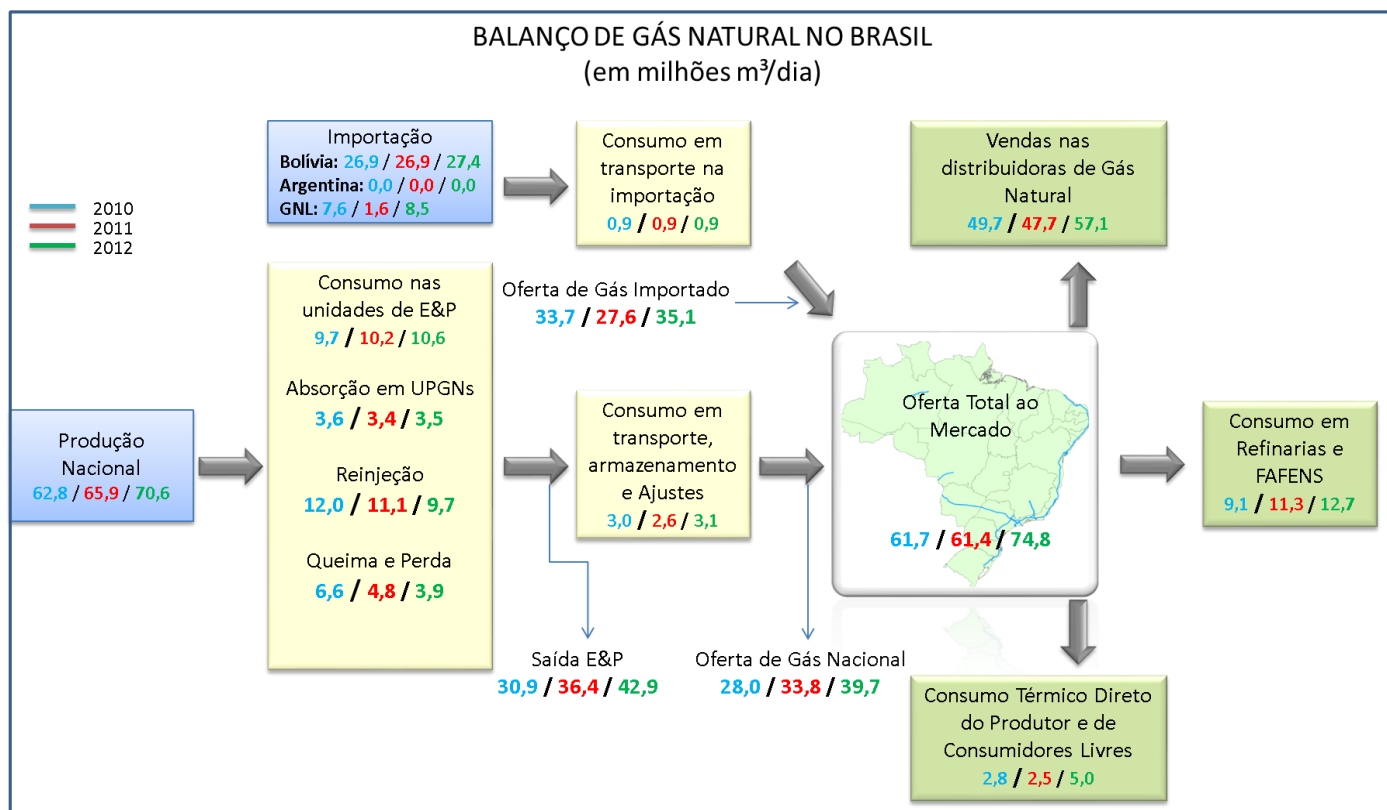 BALANÇO DE GÁS NATURAL NO BRASIL
(em milhões m³/dia)
2010
2011
2012
Importação
Bolívia: 26,9 / 26,9 / 27,4
Argentina: 0,0 / 0,0 / 0,0
GNL: 7,6 / 1,6 / 8,5
Consumo em
transporte na
importação
0,9 / 0,9 / 0,9
Vendas nas
distribuidoras de Gás
Natural
49,7 / 47,7 / 57,1
Oferta de Gás Importado
33,7 / 27,6 / 35,1
Produção
Nacional
62,8 / 65,9 / 70,6
Consumo nas
unidades de E&P
9,7 / 10,2 / 10,6
Absorção em UPGNs
3,6 / 3,4 / 3,5
Reinjeção
12,0 / 11,1 / 9,7
Queima e Perda
6,6 / 4,8 / 3,9
Consumo em
transporte,
armazenamento
e Ajustes
3,0 / 2,6 / 3,1
Oferta Total ao
Mercado
61,7 / 61,4 / 74,8
Consumo em
Refinarias e
FAFENS
9,1 / 11,3 / 12,7
Saída E&P
30,9 / 36,4 / 42,9
Oferta de Gás Nacional
28,0 / 33,8 / 39,7
Consumo Térmico Direto
do Produtor e de
Consumidores Livres
2,8 / 2,5 / 5,0